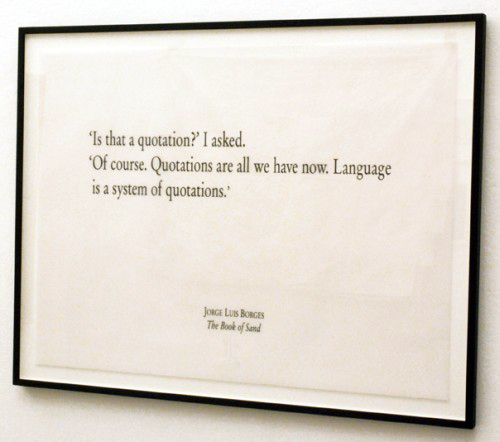 ‘Is that a quotation?’ I asked.
‘Of course. Quotations are all we have now. Language
is a system of quotations.’
Jorge Luis Borges
The Book of Sand